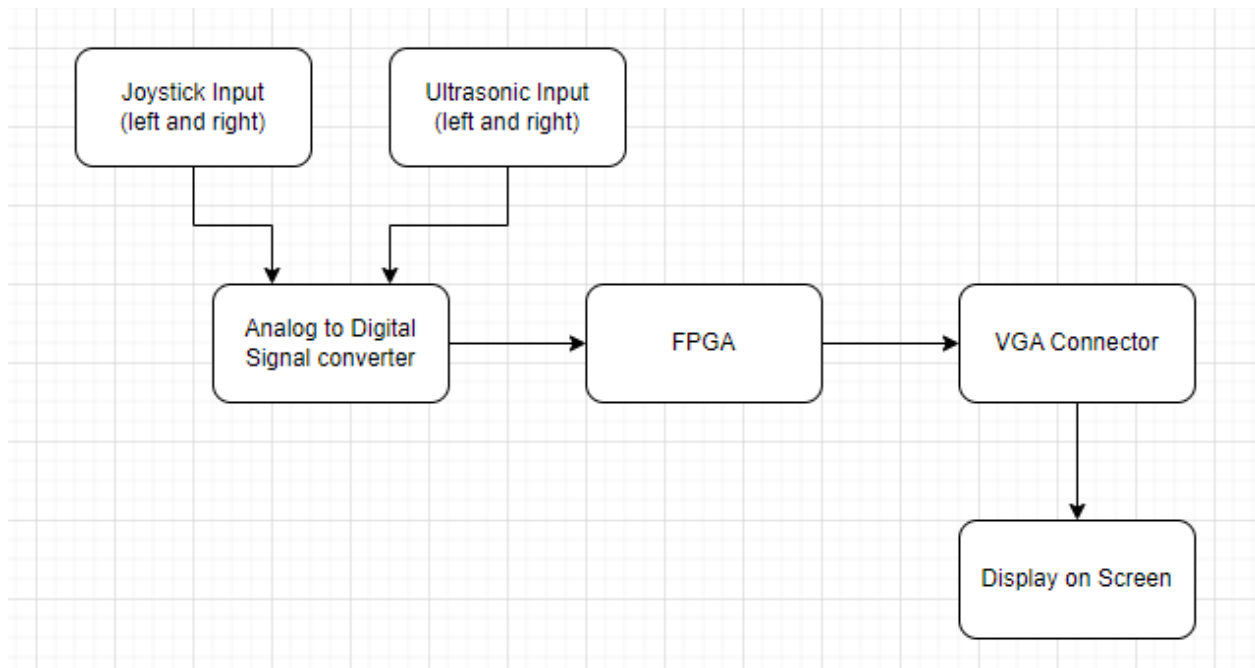 Joystick Input
(left and right)
Ultrasonic Input
(left and right)
Analog to Digital
Signal converter
FPGA
VGA Connector
Display on Screen